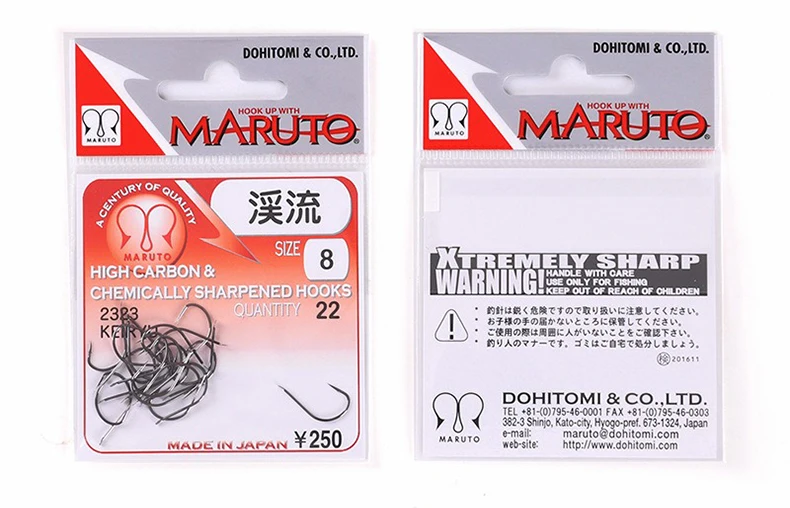 DOHITOMI & CO.,LTD.
HOOK UP WITH
MARUTO®
MARUTO
A CENTURY OF QUALITY
MARUTO
渓流
SIZE
8
HIGH CARBON &
CHEMICALLY SHARPENED HOOKS
QUANTITY 22
2323
MADE IN JAPAN
¥250
DOHITOMI & CO.,LTD.
HOOK UP WITH
MARUTO®
MARUTO
XTREMELY SHARP
WARNING!
HANDLE WITH CARE
USE ONLY FOR FISHING
KEEP OUT OF REACH OF CHILDREN
・釣針は鋭く危険ですので取り扱いに注意してください。
・お子様の手の届かないところに保管してください。
・ご使用の際は周囲に人がいないことをご確認下さい。
・釣り人のマナーです。ゴミはご自宅で処分しましょう。
201611
MARUTO
DOHITOMI & CO.,LTD.
TEL +81-(0)795-46-0001 FAX +81-(0)795-46-0303
382-3 Shinjo, Kato-city, Hyogo-pref. 673-1324, Japan
e-mail: maruto@dohitomi.com
web-site: http://www.dohitomi.com